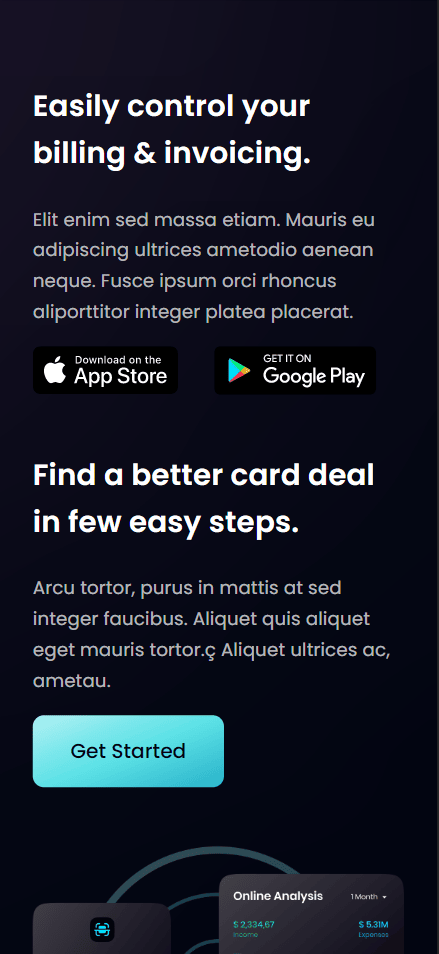 Easily control your
billing & invoicing.
Elit enim sed massa etiam. Mauris eu
adipiscing ultrices ametodio aenean
neque. Fusce ipsum orci rhoncus
aliporttitor integer platea placerat.
Download on the
App Store
GET IT ON
Google Play
Find a better card deal
in few easy steps.
Arcu tortor, purus in mattis at sed
integer faucibus. Aliquet quis aliquet
eget mauris tortor.ç Aliquet ultrices ac,
ametau.
Get Started
Online Analysis 1 Month
$ 2,334,67 $ 5.31M
Income Expenses